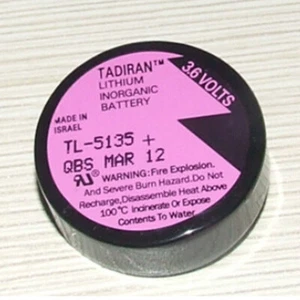 TADIRAN™
LITHIUM
INORGANIC
BATTERY
3.6 VOLTS
MADE IN
ISRAEL
TL-5135 +
QBS MAR 12
WARNING: Fire Explosion.
And Severe Burn Hazard. Do Not
Recharge, Disassemble Heat Above
100°C Incinerate Or Expose
Contents To Water